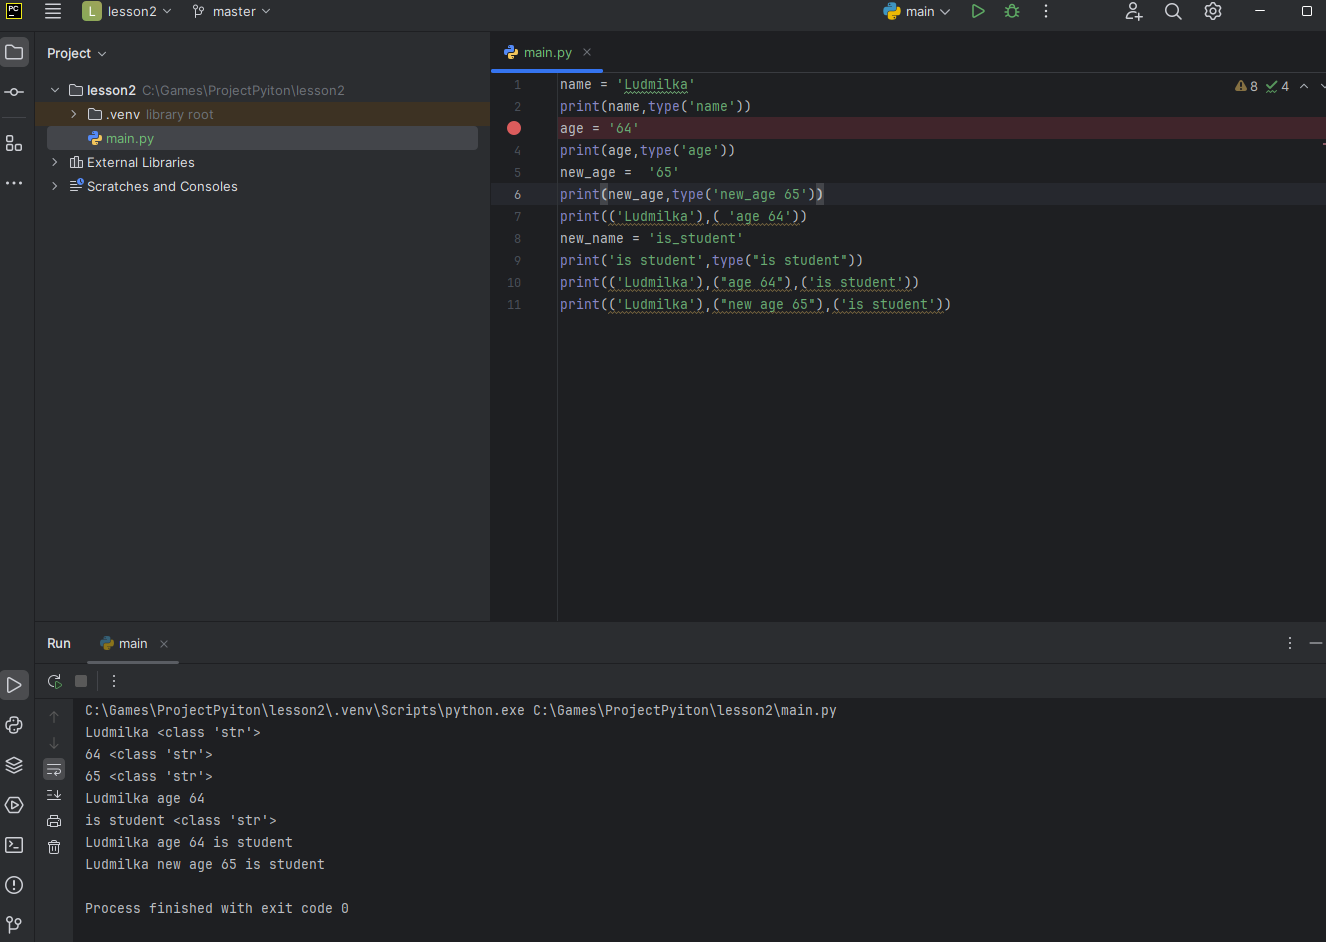 PC
L lesson2 master main
Project
main.py
lesson2 C:\Games\ProjectPyiton\lesson2
.venv library root
main.py
External Libraries
Scratches and Consoles
8 4
1 name = 'Ludmilka'
2 print(name,type('name'))
age = '64'
4 print(age,type('age'))
5 new_age =  '65'
6 print(new_age,type('new_age 65'))
7 print(('Ludmilka'),( 'age 64'))
8 new_name = 'is_student'
9 print('is student',type("is student"))
10 print(('Ludmilka'),("age 64"),('is student'))
11 print(('Ludmilka'),("new age 65"),('is student'))
Run main
C:\Games\ProjectPyiton\lesson2\.venv\Scripts\python.exe C:\Games\ProjectPyiton\lesson2\main.py
Ludmilka <class 'str'>
64 <class 'str'>
65 <class 'str'>
Ludmilka age 64
is student <class 'str'>
Ludmilka age 64 is student
Ludmilka new age 65 is student
Process finished with exit code 0